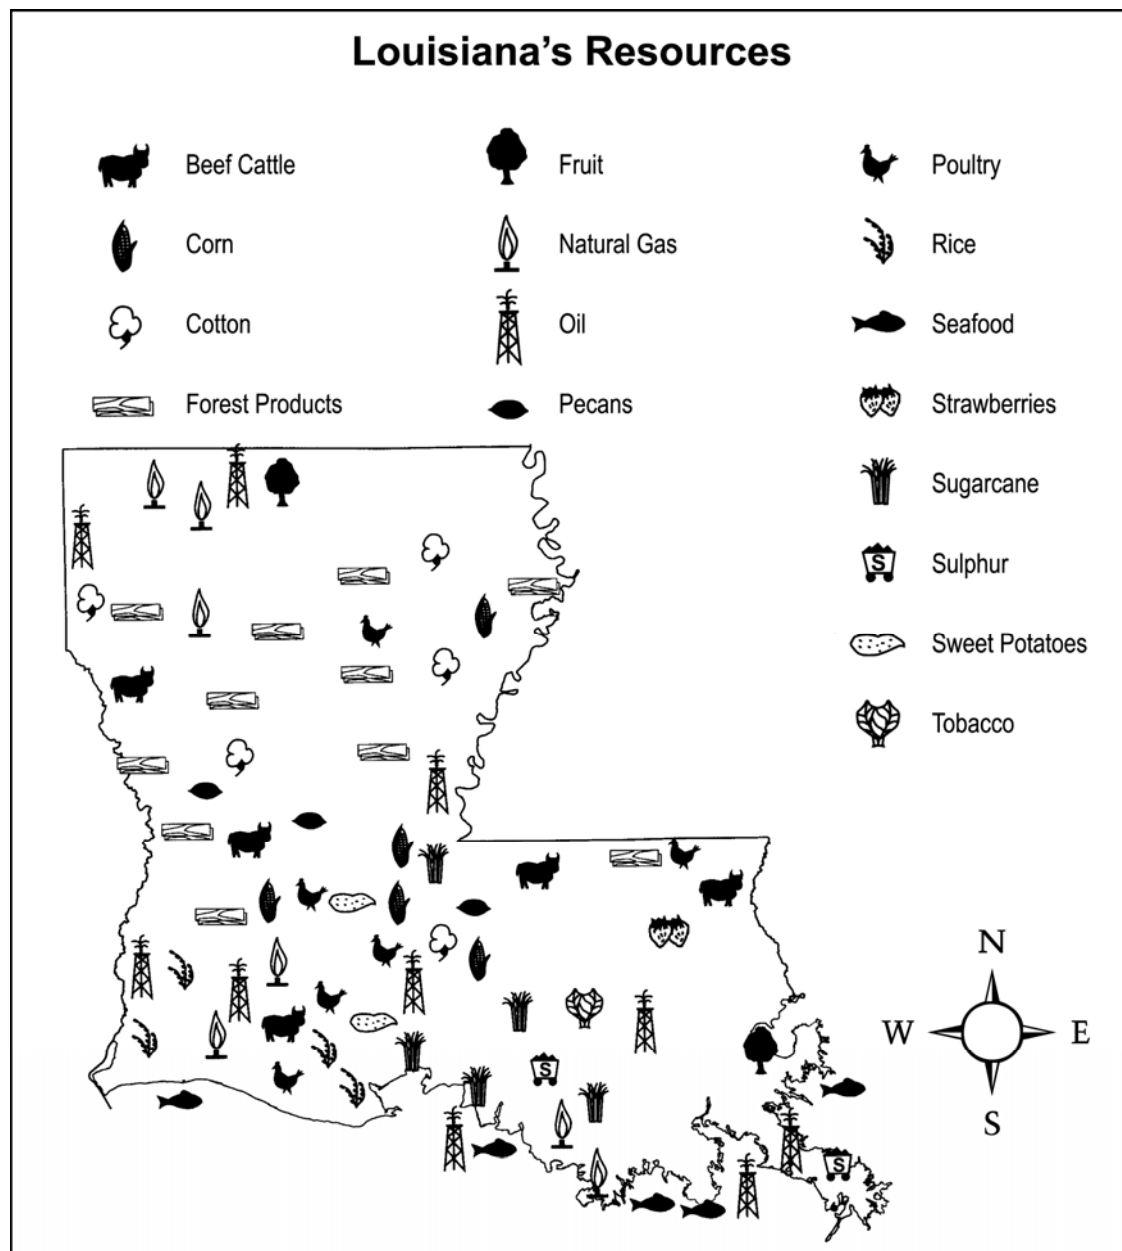 Louisiana's Resources
Beef Cattle
Fruit
Poultry
Corn
Natural Gas
Rice
Cotton
Oil
Seafood
Forest Products
Pecans
Strawberries
Sugarcane
S
Sulphur
Sweet Potatoes
Tobacco
N
W
E
S
S
S